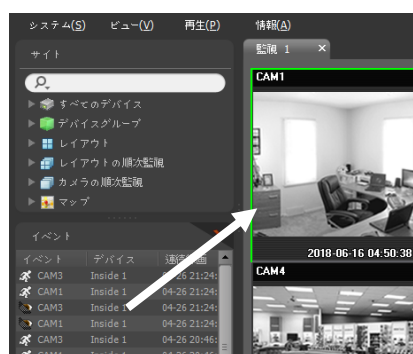 システム(S) ビュー(V) 再生(P) 情報(A)
サイト
監視 1 ×
CAM1
すべてのデバイス
デバイスグループ
レイアウト
レイアウトの順次監視
カメラの順次監視
マップ
2018-06-16 04:50:38
イベント
イベント デバイス
CAM4
CAM3 Inside 1 04-26 21:24:
CAM1 Inside 1 04-26 21:24:
CAM3 Inside 1 04-26 21:24:
CAM1 Inside 1 04-26 21:24:
CAM3 Inside 1 04-26 20:46: